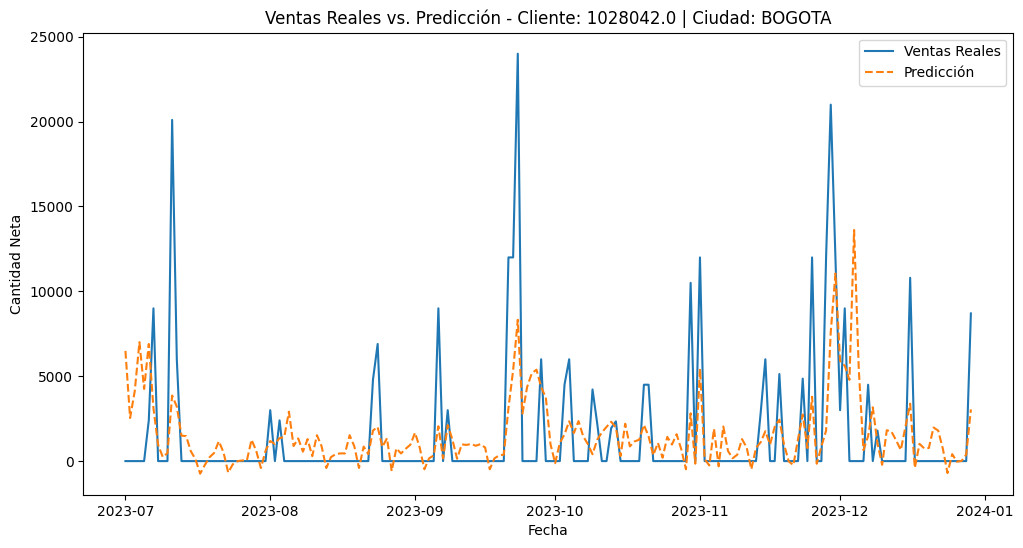 Ventas Reales vs. Predicción - Cliente: 1028042.0 | Ciudad: BOGOTA
Ventas Reales
Predicción
Cantidad Neta
25000
20000
15000
10000
5000
0
2023-07
2023-08
2023-09
2023-10
2023-11
2023-12
2024-01
Fecha